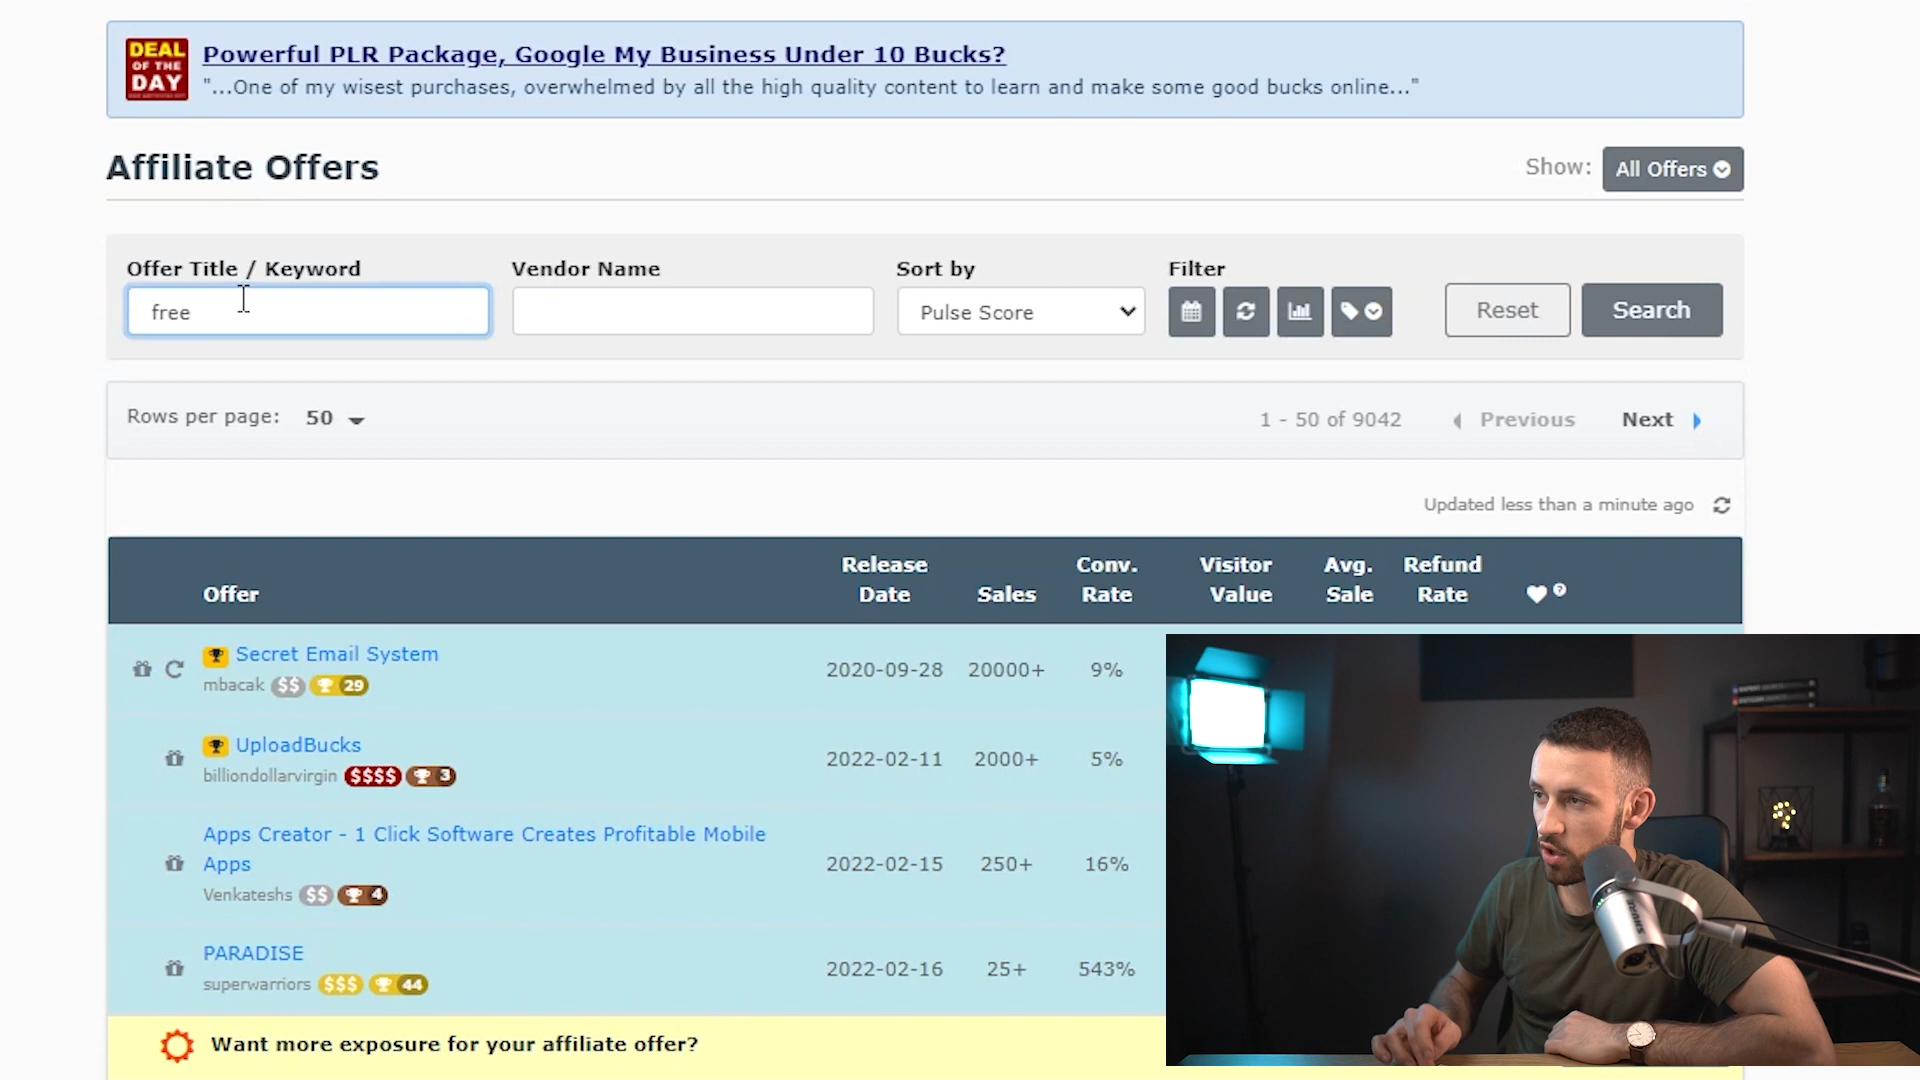 DEAL
OF THE
DAY
Powerful PLR Package, Google My Business Under 10 Bucks?
"...One of my wisest purchases, overwhelmed by all the high quality content to learn and make some good bucks online..."
Affiliate Offers
Show: All Offers
Offer Title / Keyword
Vendor Name
Sort by
Filter
free
Pulse Score
Reset
Search
Rows per page: 50
1 - 50 of 9042
Previous
Next
Updated less than a minute ago
Offer
Release Date
Sales
Conv. Rate
Visitor Value
Avg. Sale
Refund Rate
?
Secret Email System
mbacak $$ 29
2020-09-28 20000+ 9%
UploadBucks
billiondollarvirgin $$$$ 3
2022-02-11 2000+ 5%
Apps Creator - 1 Click Software Creates Profitable Mobile
Apps
Venkateshs $$ 4
2022-02-15 250+ 16%
PARADISE
superwarriors $$$ 44
2022-02-16 25+ 543%
Want more exposure for your affiliate offer?
SHURE